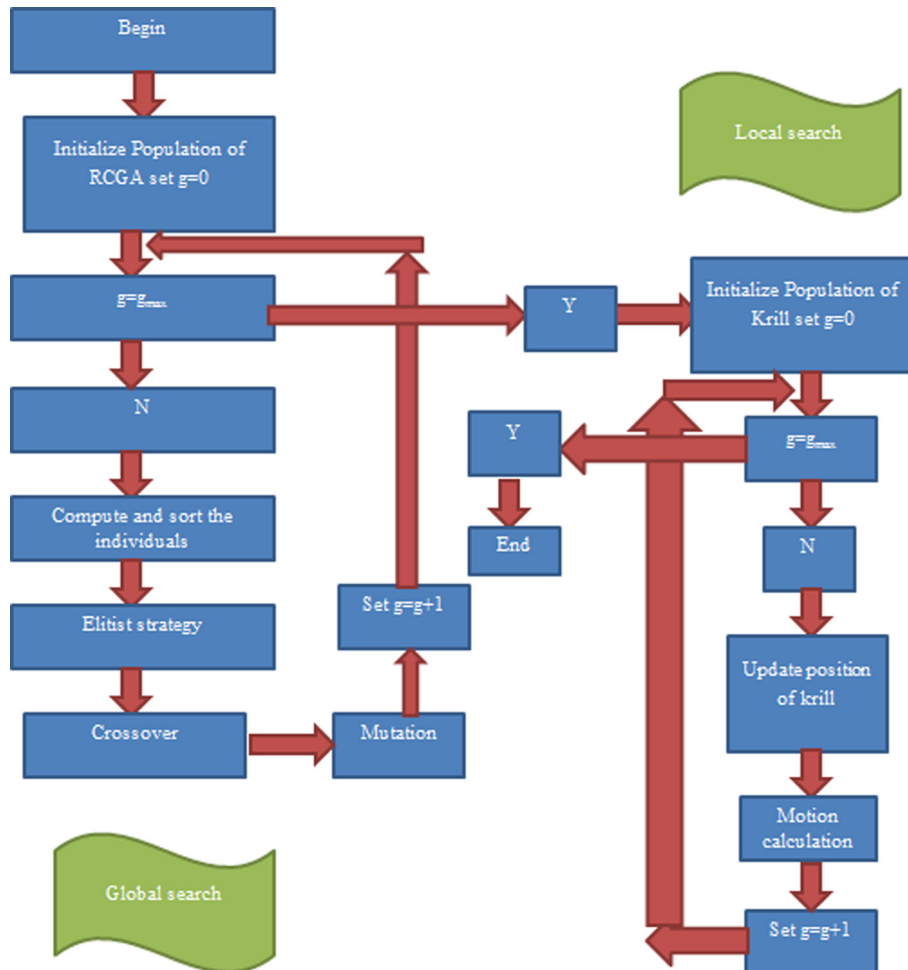 Begin
Initialize Population of
RCGA set g=0
g=gmax
N
Compute and sort the
individuals
Elitist strategy
Crossover
Mutation
Set g=g+1
Global search
Local search
Y
Initialize Population of
Krill set g=0
g=gmax
Y
End
N
Update position
of krill
Motion
calculation
Set g=g+1